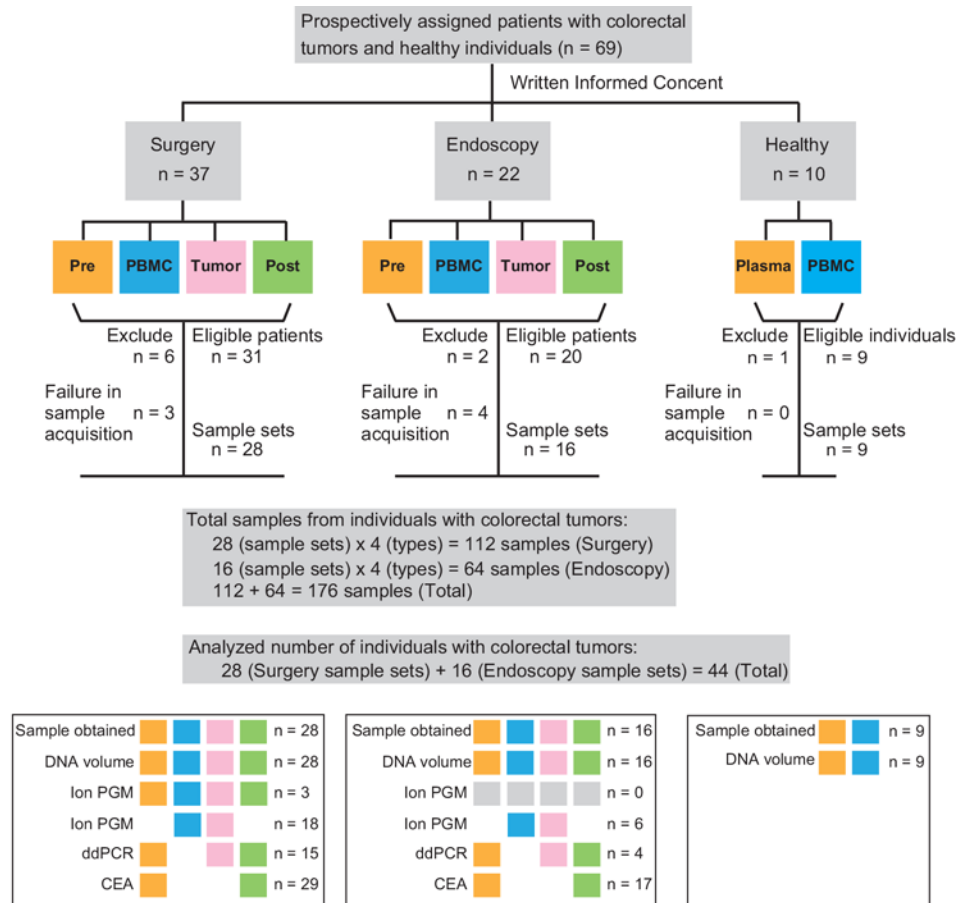 Prospectively assigned patients with colorectal
tumors and healthy individuals (n = 69)
Written Informed Concent
Surgery
n = 37
Endoscopy
n = 22
Healthy
n = 10
Pre
PBMC
Tumor
Post
Pre
PBMC
Tumor
Post
Plasma
PBMC
Exclude
n = 6
Eligible patients
n = 31
Failure in
sample
acquisition
n = 3
Sample sets
n = 28
Exclude
n = 2
Eligible patients
n = 20
Failure in
sample
acquisition
n = 4
Sample sets
n = 16
Exclude
n = 1
Eligible individuals
n = 9
Failure in
sample
acquisition
n = 0
Sample sets
n = 9
Total samples from individuals with colorectal tumors:
28 (sample sets) x 4 (types) = 112 samples (Surgery)
16 (sample sets) x 4 (types) = 64 samples (Endoscopy)
112 + 64 = 176 samples (Total)
Analyzed number of individuals with colorectal tumors:
28 (Surgery sample sets) + 16 (Endoscopy sample sets) = 44 (Total)
Sample obtained n = 28
DNA volume n = 28
Ion PGM n = 3
Ion PGM n = 18
ddPCR n = 15
CEA n = 29
Sample obtained n = 16
DNA volume n = 16
Ion PGM n = 0
Ion PGM n = 6
ddPCR n = 4
CEA n = 17
Sample obtained n = 9
DNA volume n = 9